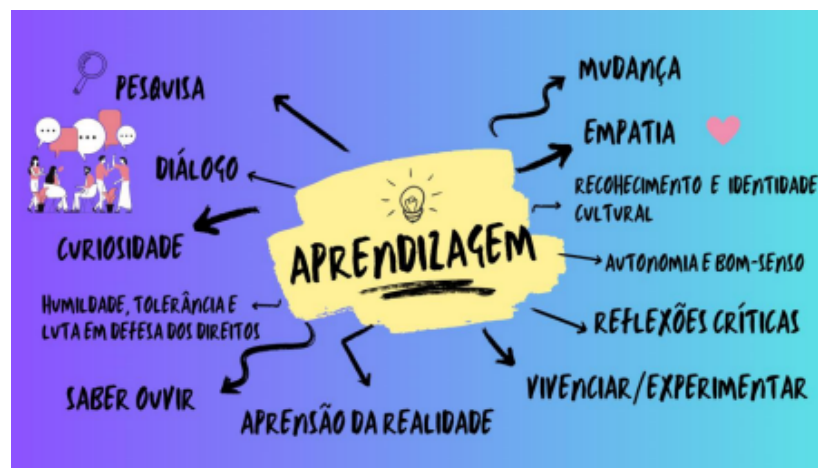 PESQUISA
DIÁLOGO
CURIOSIDADE
HUMILDADE, TOLERÂNCIA E
LUTA EM DEFESA DOS DIREITOS
SABER OUVIR
APRENDIZAGEM
APRENSÃO DA REALIDADE
MUDANÇA
EMPATIA
RECOHECIMENTO E IDENTIDADE
CULTURAL
AUTONOMIA E BOM-SENSO
REFLEXÕES CRÍTICAS
VIVENCIAR/EXPERIMENTAR